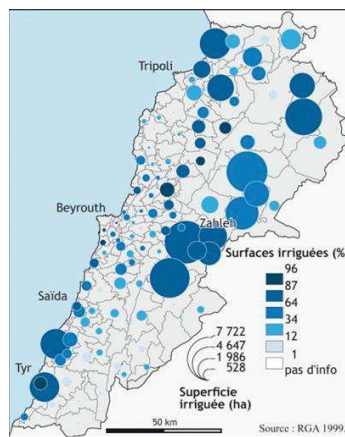 Tripoli
Beyrouth
Zahleh
Saïda
Tyr
Surfaces irriguées (%
96
87
64
34
12
1
pas d'info
7 722
4 647
1 986
528
Superficie
irriguée (ha)
50 km
Source : RGA 1999.